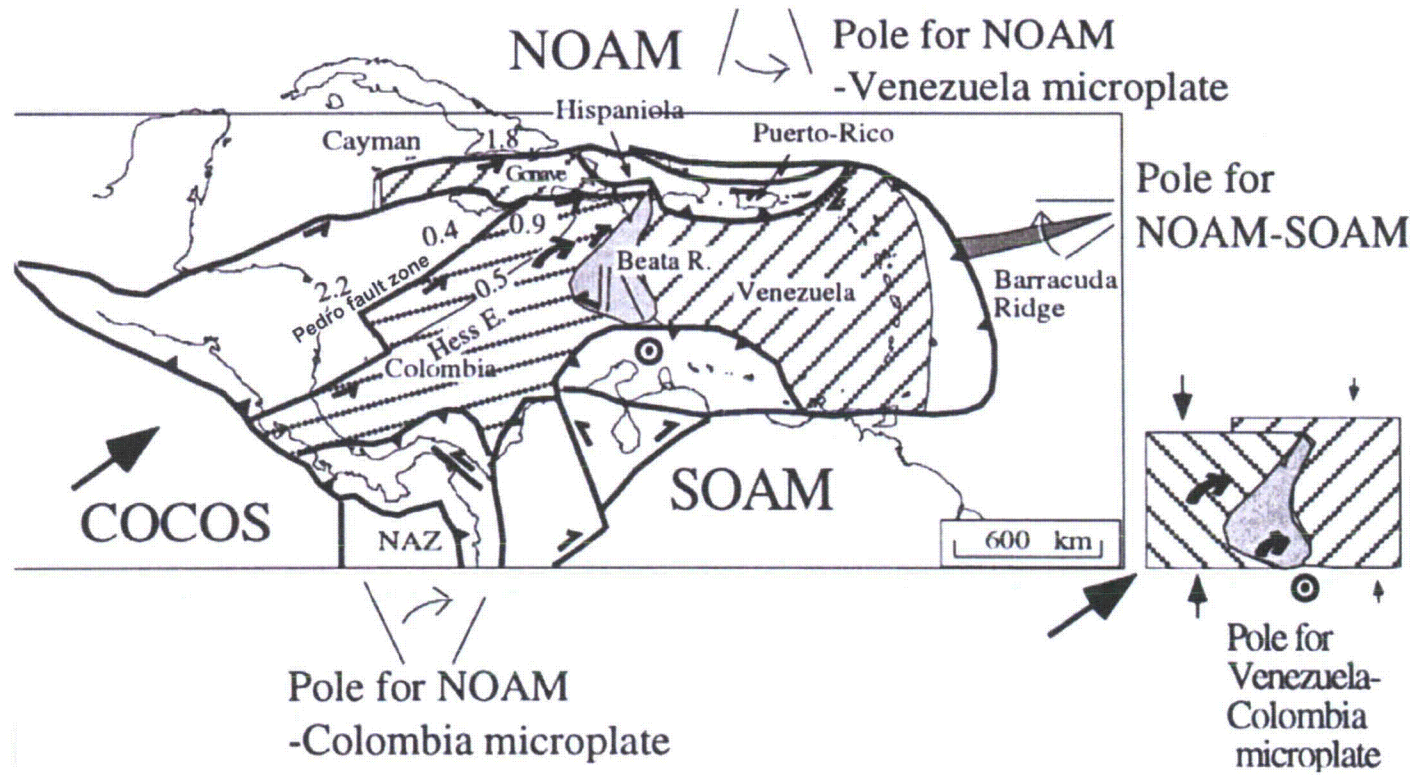 NOAM
Pole for NOAM
-Venezuela microplate
Hispaniola
Cayman
1.8
Puerto-Rico
Gonave
Pole for
NOAM-SOAM
0.4
0.9
Beata R.
Barracuda
Ridge
2.2
Pedro fault zone
0.5
Venezuela
Hess E.
Colombia
SOAM
COCOS
NAZ
600 km
Pole for NOAM
-Colombia microplate
Pole for
Venezuela-
Colombia
microplate